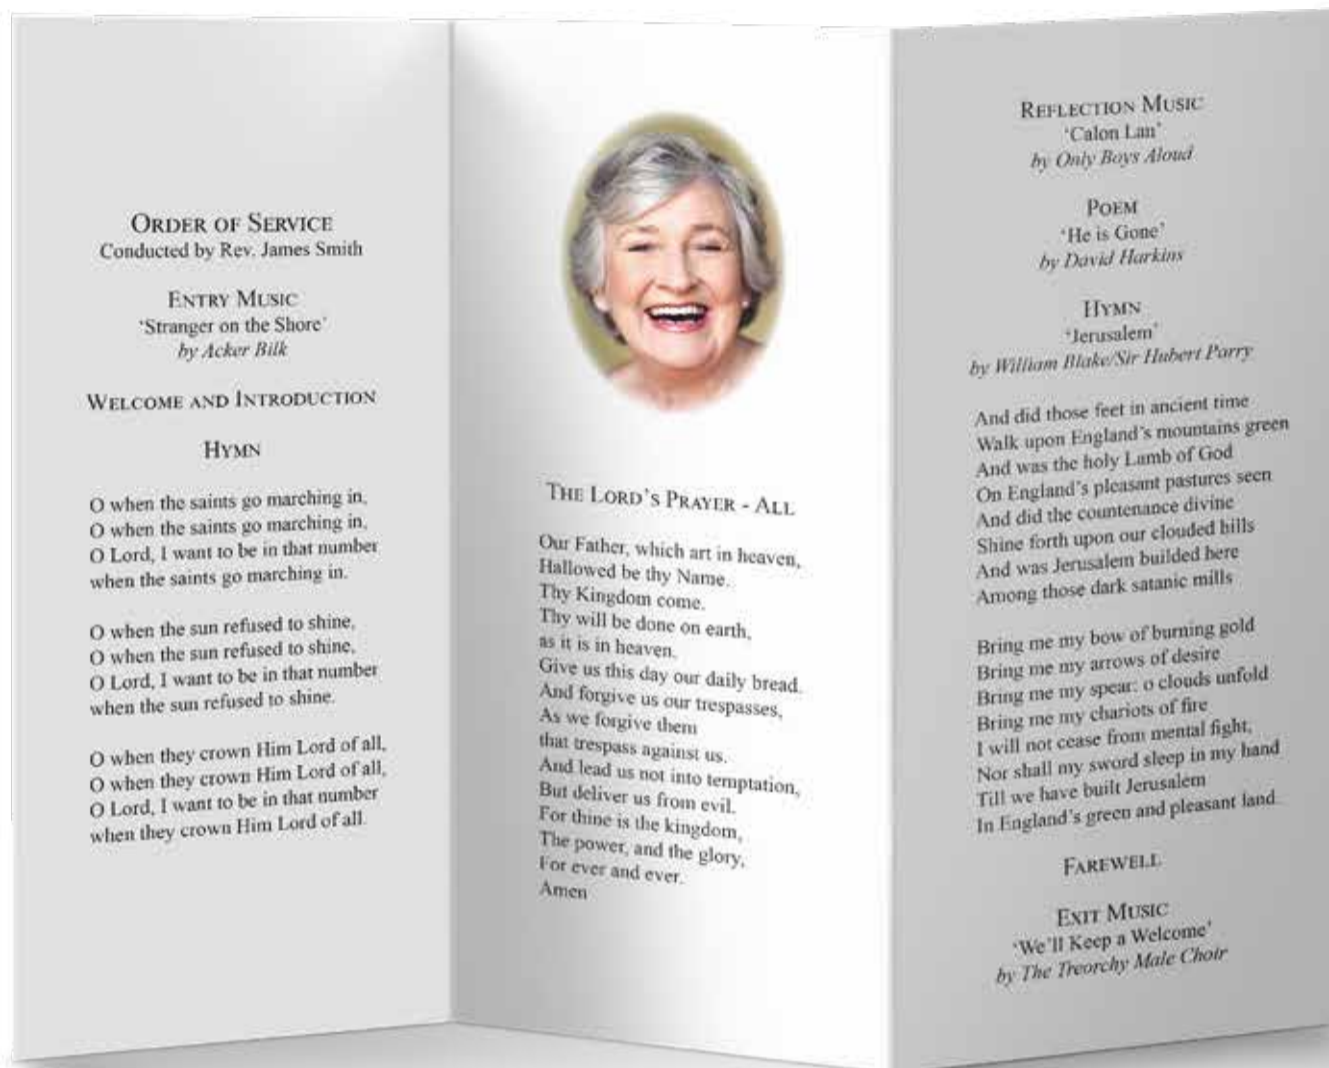 ORDER OF SERVICE
Conducted by Rev. James Smith
ENTRY MUSIC
‘Stranger on the Shore’
by Acker Bilk
WELCOME AND INTRODUCTION
HYMN
O when the saints go marching in,
O when the saints go marching in,
O Lord, I want to be in that number
when the saints go marching in.
O when the sun refused to shine,
O when the sun refused to shine,
O Lord, I want to be in that number
when the sun refused to shine.
O when they crown Him Lord of all,
O when they crown Him Lord of all,
O Lord, I want to be in that number
when they crown Him Lord of all.
THE LORD’S PRAYER - ALL
Our Father, which art in heaven,
Hallowed be thy Name.
Thy Kingdom come.
Thy will be done on earth,
as it is in heaven.
Give us this day our daily bread.
And forgive us our trespasses,
As we forgive them
that trespass against us.
And lead us not into temptation,
But deliver us from evil.
For thine is the kingdom,
The power, and the glory,
For ever and ever.
Amen
REFLECTION MUSIC
‘Calon Lan’
by Only Boys Aloud
POEM
‘He is Gone’
by David Harkins
HYMN
‘Jerusalem’
by William Blake/Sir Hubert Parry
And did those feet in ancient time
Walk upon England’s mountains green
And was the holy Lamb of God
On England’s pleasant pastures seen
And did the countenance divine
Shine forth upon our clouded hills
And was Jerusalem builded here
Among those dark satanic mills
Bring me my bow of burning gold
Bring me my arrows of desire
Bring me my spear: o clouds unfold
Bring me my chariots of fire
I will not cease from mental fight,
Nor shall my sword sleep in my hand
Till we have built Jerusalem
In England’s green and pleasant land.
FAREWELL
EXIT MUSIC
‘We’ll Keep a Welcome’
by The Treorchy Male Choir